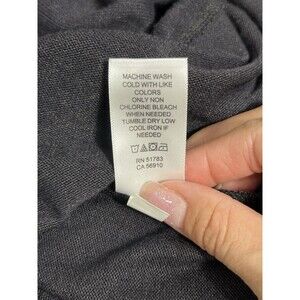 MACHINE WASH
COLD WITH LIKE
COLORS
ONLY NON
CHLORINE BLEACH
WHEN NEEDED
TUMBLE DRY LOW
COOL IRON IF
NEEDED
RN 51783
CA 56910